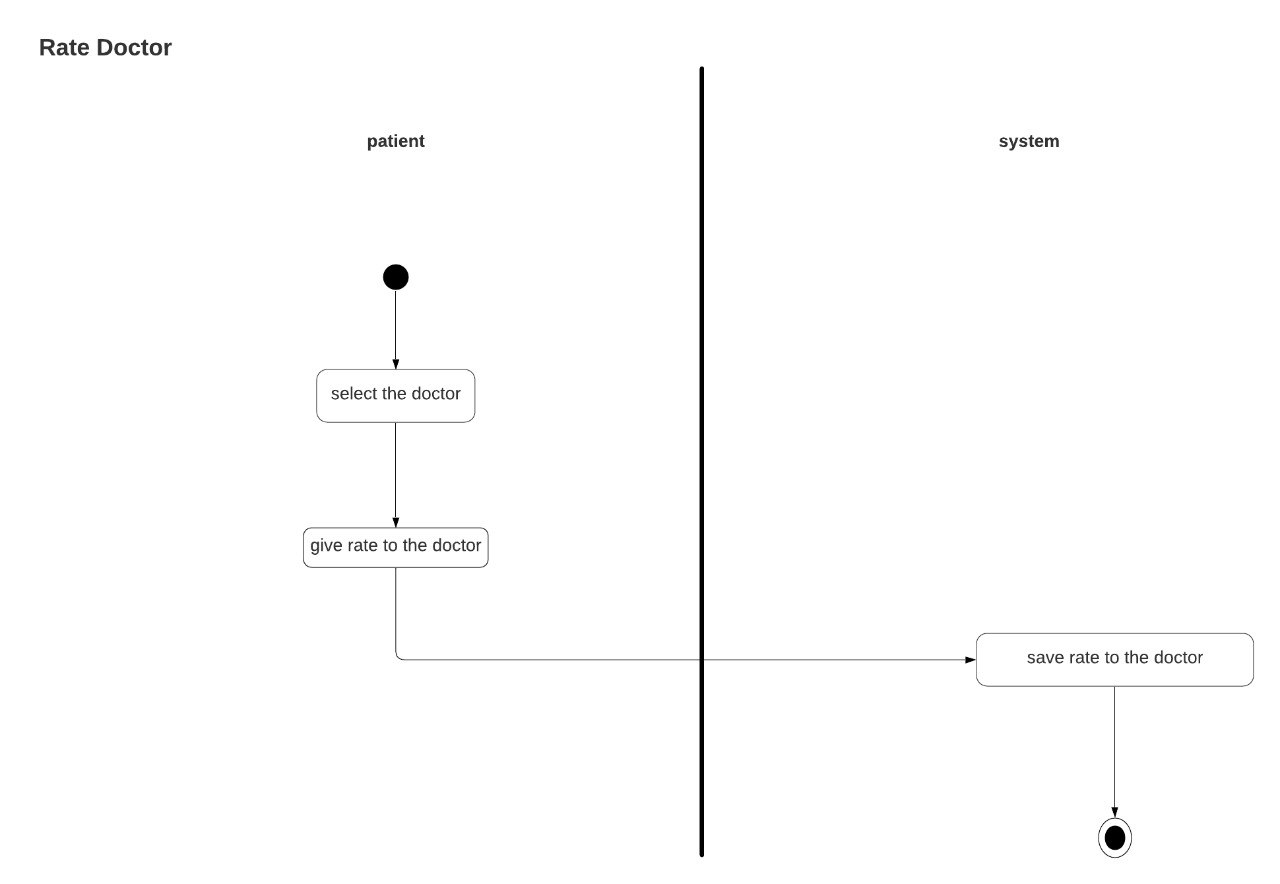 Rate Doctor
patient
system
select the doctor
give rate to the doctor
save rate to the doctor